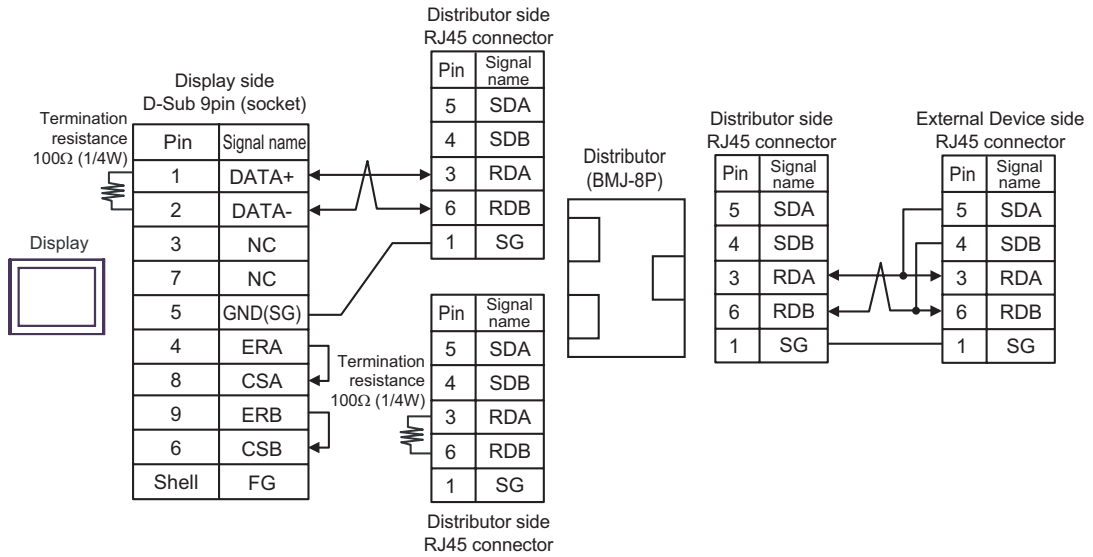 Distributor side
RJ45 connector
Pin Signal name
5 SDA
4 SDB
3 RDA
6 RDB
1 SG
Display side
D-Sub 9pin (socket)
Termination
resistance
100Ω (1/4W)
Pin Signal name
1 DATA+
2 DATA-
3 NC
7 NC
5 GND(SG)
4 ERA
8 CSA
9 ERB
6 CSB
Shell FG
Display
Pin Signal name
5 SDA
4 SDB
3 RDA
6 RDB
1 SG
Termination
resistance
100Ω (1/4W)
Distributor side
RJ45 connector
Distributor
(BMJ-8P)
Distributor side
RJ45 connector
Pin Signal name
5 SDA
4 SDB
3 RDA
6 RDB
1 SG
External Device side
RJ45 connector
Pin Signal name
5 SDA
4 SDB
3 RDA
6 RDB
1 SG